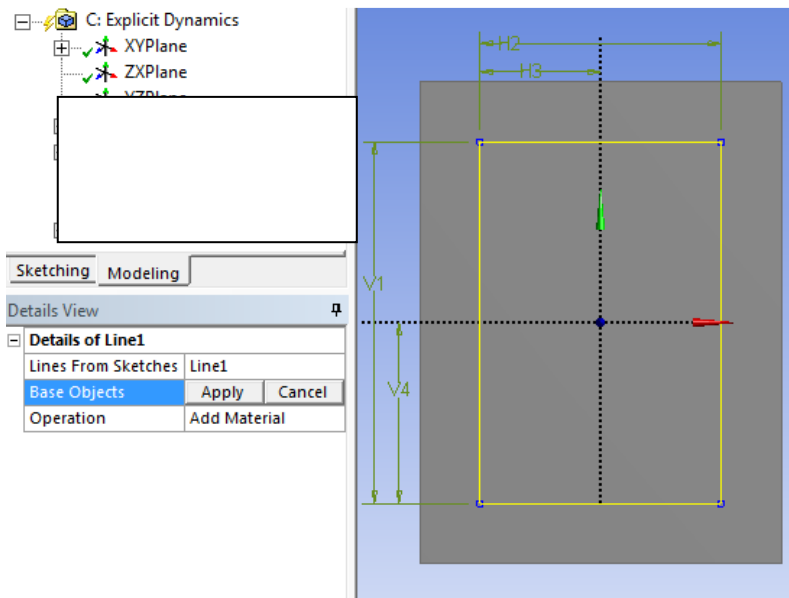 C: Explicit Dynamics
XYPlane
ZXPlane
Sketching Modeling
Details View
Details of Line1
Lines From Sketches Line1
Base Objects Apply Cancel
Operation Add Material
H2
H3
V1
V4